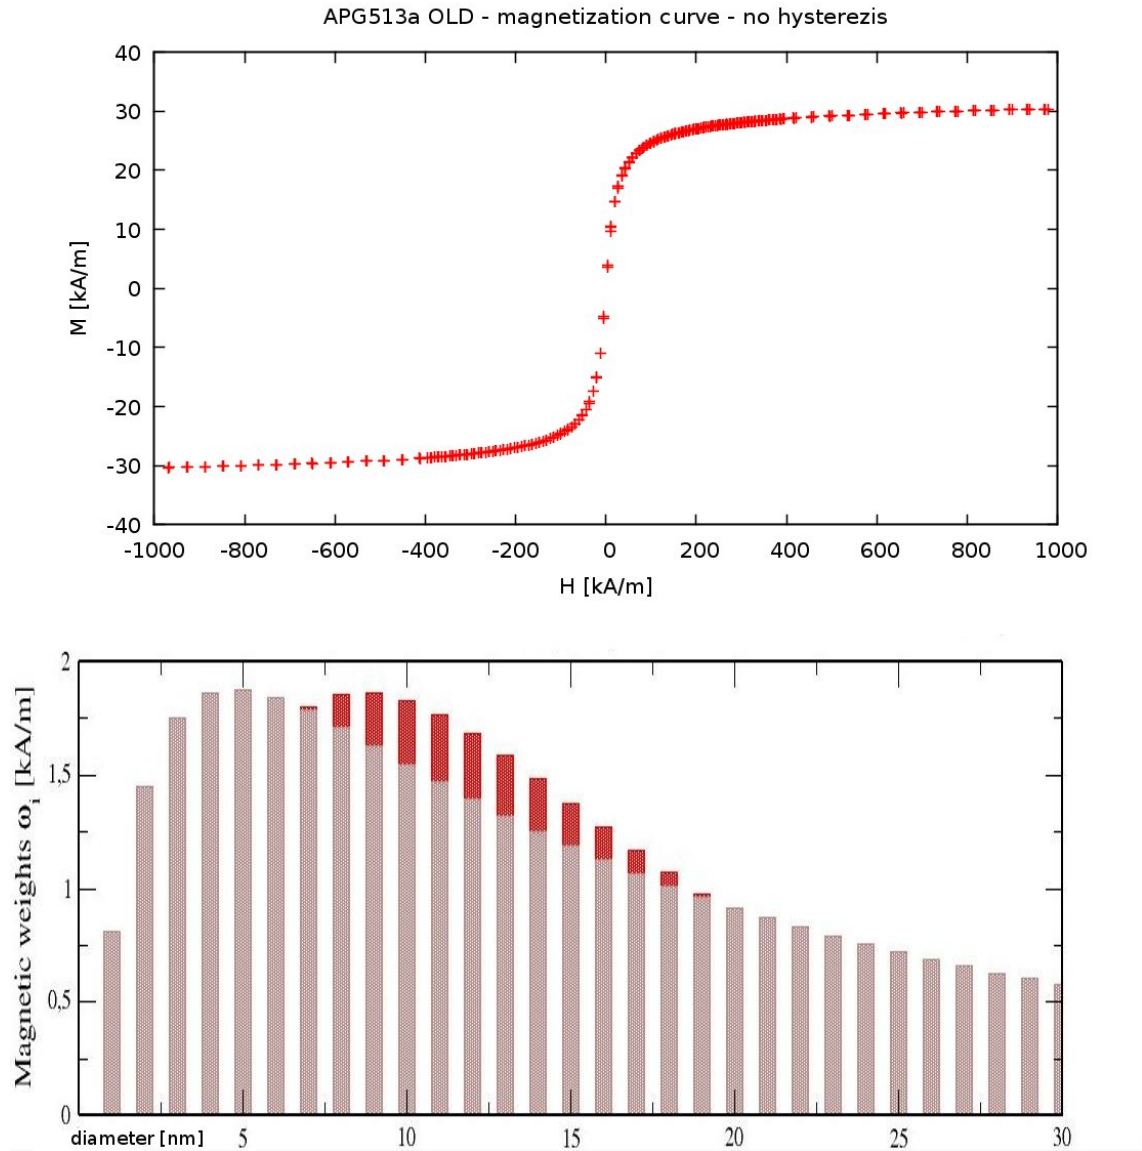 APG513a OLD - magnetization curve - no hysterezis
40
30
20
10
0
-10
-20
-30
-40
M [kA/m]
-1000 -800 -600 -400 -200 0 200 400 600 800 1000
H [kA/m]
2
1,5
1
0,5
0
Magnetic weights ωi [kA/m]
diameter [nm] 5 10 15 20 25 30